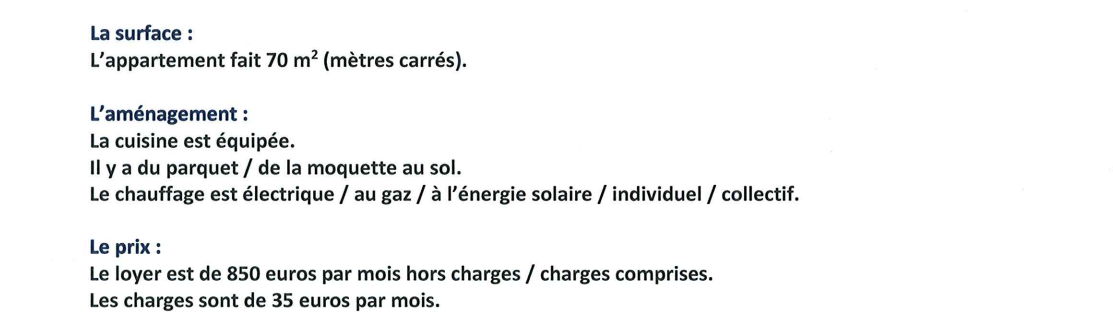 La surface :
L’appartement fait 70 m² (mètres carrés).
L’aménagement :
La cuisine est équipée.
Il y a du parquet / de la moquette au sol.
Le chauffage est électrique / au gaz / à l’énergie solaire / individuel / collectif.
Le prix :
Le loyer est de 850 euros par mois hors charges / charges comprises.
Les charges sont de 35 euros par mois.